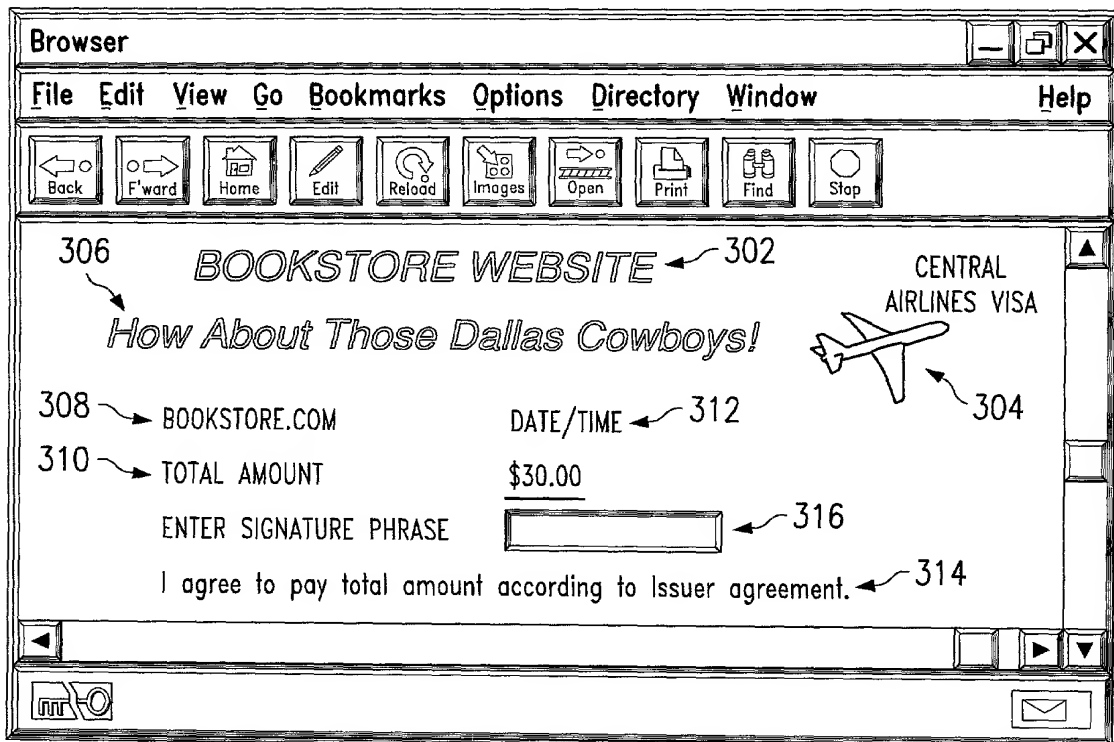 Browser
File Edit View Go Bookmarks Options Directory Window Help
Back F'ward Home Edit Reload Images Open Print Find Stop
306 BOOKSTORE WEBSITE 302 CENTRAL
AIRLINES VISA
How About Those Dallas Cowboys!
304
308 BOOKSTORE.COM DATE/TIME 312
310 TOTAL AMOUNT $30.00
ENTER SIGNATURE PHRASE 316
I agree to pay total amount according to Issuer agreement. 314